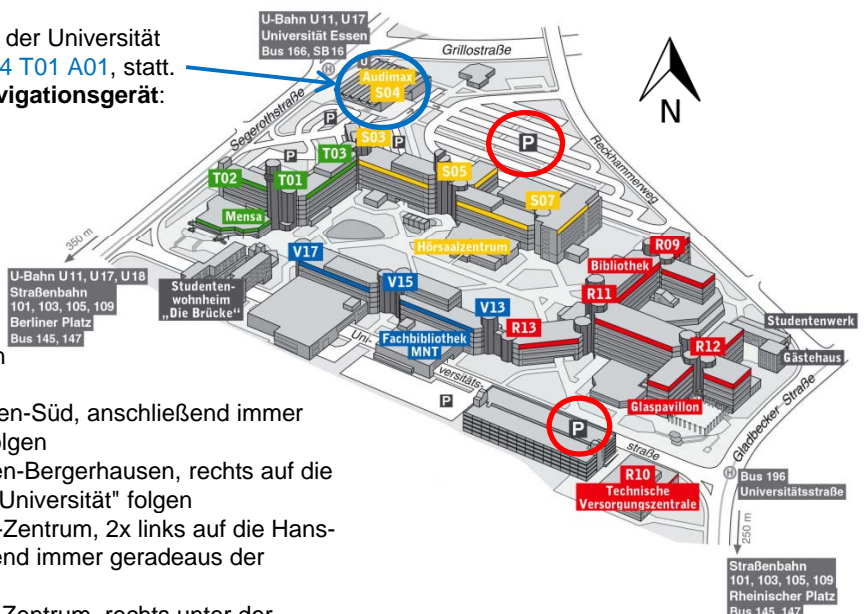 der Universität
4 T01 A01, statt.
vigationsgerät:
U-Bahn U11, U17
Universität Essen
Bus 166, SB16
Grillostraße
Audimax
S04
Segerothstraße
N
P
P
P
P
Reckhammerweg
S03
T03
T02
T01
S05
S07
Mensa
Hörsaalzentrum
350 m
U-Bahn U11, U17, U18
Straßenbahn
101, 103, 105, 109
Berliner Platz
Bus 145, 147
Studenten-
wohnheim
„Die Brücke“
V17
V15
V13
R09
Bibliothek
R11
R13
Fachbibliothek
MNT
R12
Studentenwerk
Gästehaus
Glaspavillon
Uni-
versitäts-
straße
P
P
Gladbecker Straße
R10
Technische
Versorgungszentrale
H
Bus 196
Universitätsstraße
250 m
Straßenbahn
101, 103, 105, 109
Rheinischer Platz
Bus 145, 147
n
en-Süd, anschließend immer
olgen
en-Bergerhausen, rechts auf die
Universität" folgen
-Zentrum, 2x links auf die Hans-
end immer geradeaus der
Zentrum, rechts unter der